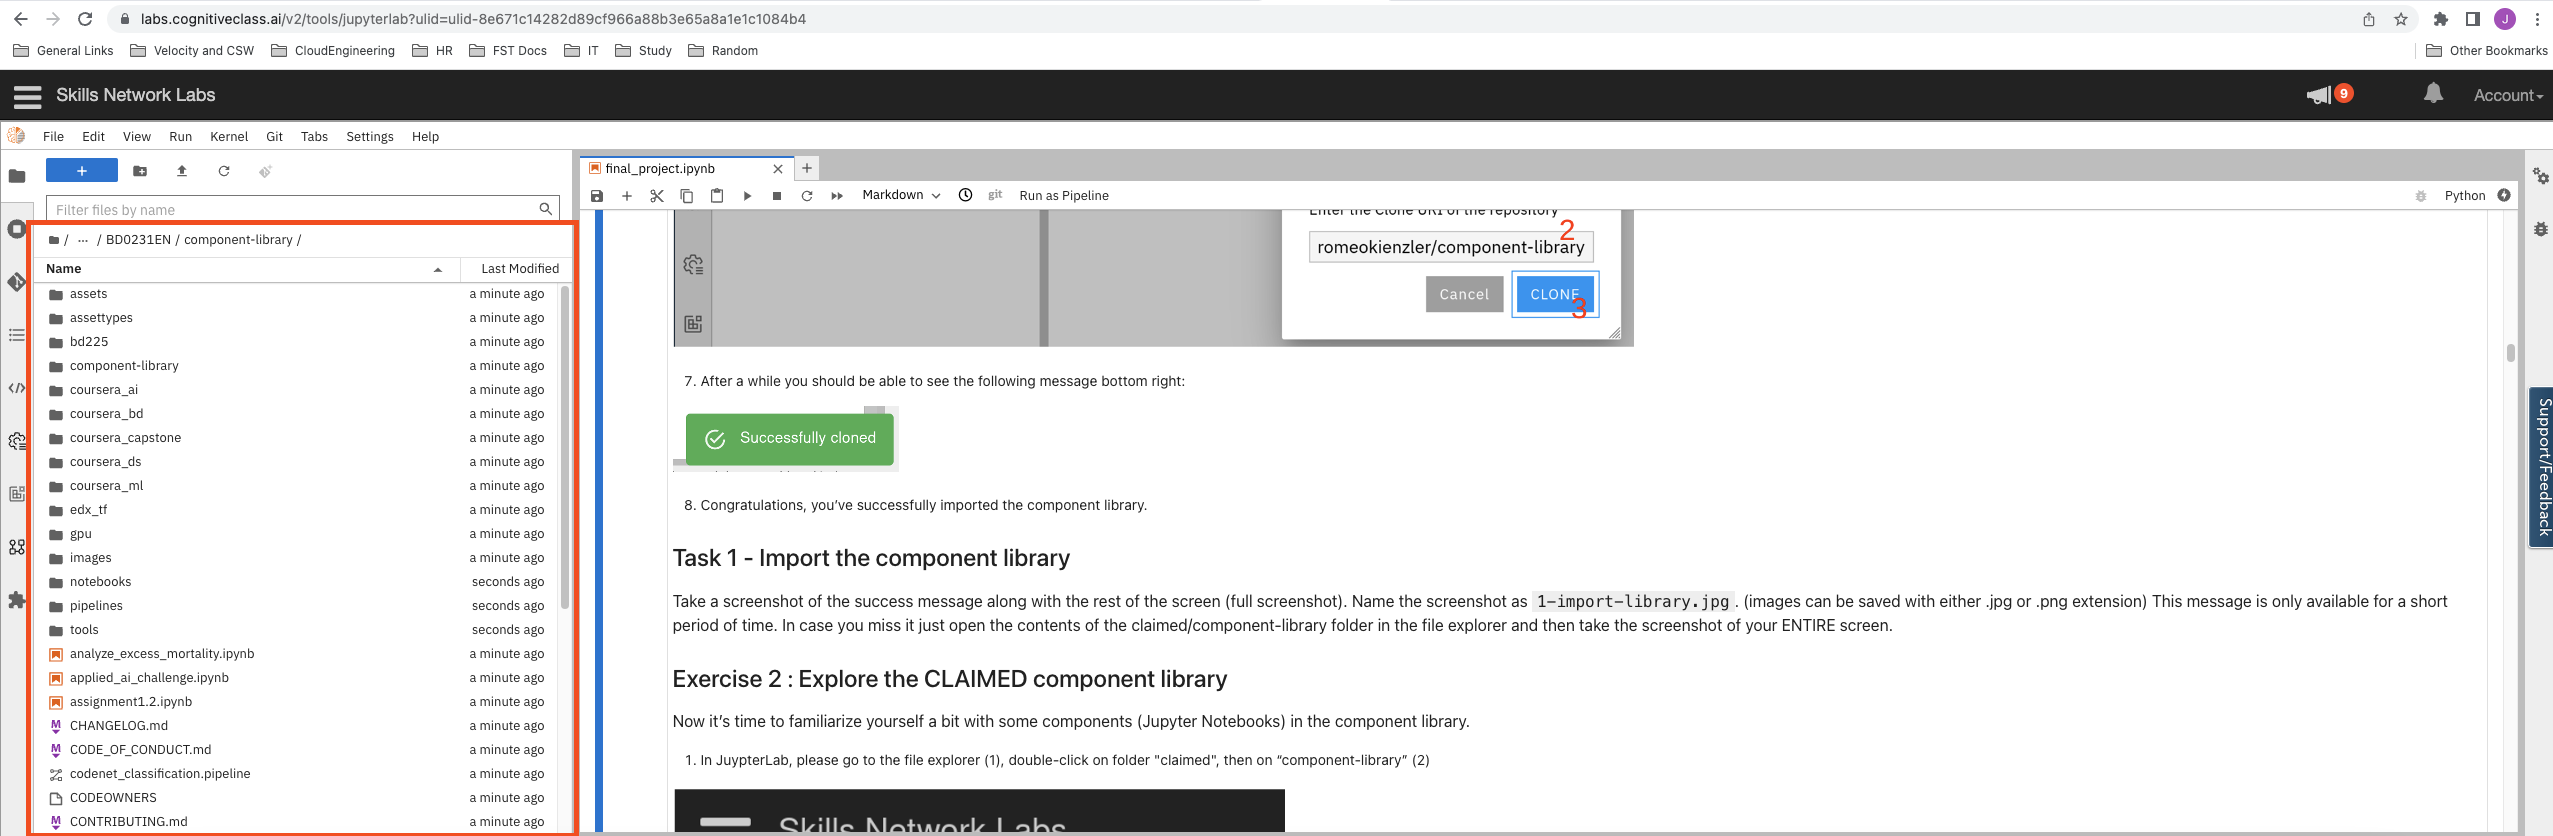 labs.cognitiveclass.ai/v2/tools/jupyterlab?ulid=ulid-8e671c14282d89cf966a88b3e65a8a1e1c1084b4
J
General Links Velocity and CSW CloudEngineering HR FST Docs IT Study Random Other Bookmarks
Skills Network Labs 9 Account
File Edit View Run Kernel Git Tabs Settings Help
+
Filter files by name
/ ... / BD0231EN / component-library /
Name Last Modified
assets a minute ago
assettypes a minute ago
bd225 a minute ago
component-library a minute ago
coursera_ai a minute ago
coursera_bd a minute ago
coursera_capstone a minute ago
coursera_ds a minute ago
coursera_ml a minute ago
edx_tf a minute ago
gpu a minute ago
images a minute ago
notebooks seconds ago
pipelines seconds ago
tools seconds ago
analyze_excess_mortality.ipynb a minute ago
applied_ai_challenge.ipynb a minute ago
assignment1.2.ipynb a minute ago
CHANGELOG.md a minute ago
CODE_OF_CONDUCT.md a minute ago
codenet_classification.pipeline a minute ago
CODEOWNERS a minute ago
CONTRIBUTING.md a minute ago
final_project.ipynb
Markdown git Run as Pipeline Python
Enter the Clone URI of the repository
2
romeokienzler/component-library
Cancel CLONE
3
7. After a while you should be able to see the following message bottom right:
Successfully cloned
8. Congratulations, you’ve successfully imported the component library.
Task 1 - Import the component library
Take a screenshot of the success message along with the rest of the screen (full screenshot). Name the screenshot as 1-import-library.jpg . (images can be saved with either .jpg or .png extension) This message is only available for a short
period of time. In case you miss it just open the contents of the claimed/component-library folder in the file explorer and then take the screenshot of your ENTIRE screen.
Exercise 2 : Explore the CLAIMED component library
Now it’s time to familiarize yourself a bit with some components (Jupyter Notebooks) in the component library.
1. In JuypterLab, please go to the file explorer (1), double-click on folder "claimed", then on “component-library” (2)
Skills Network Labs
Support/Feedback